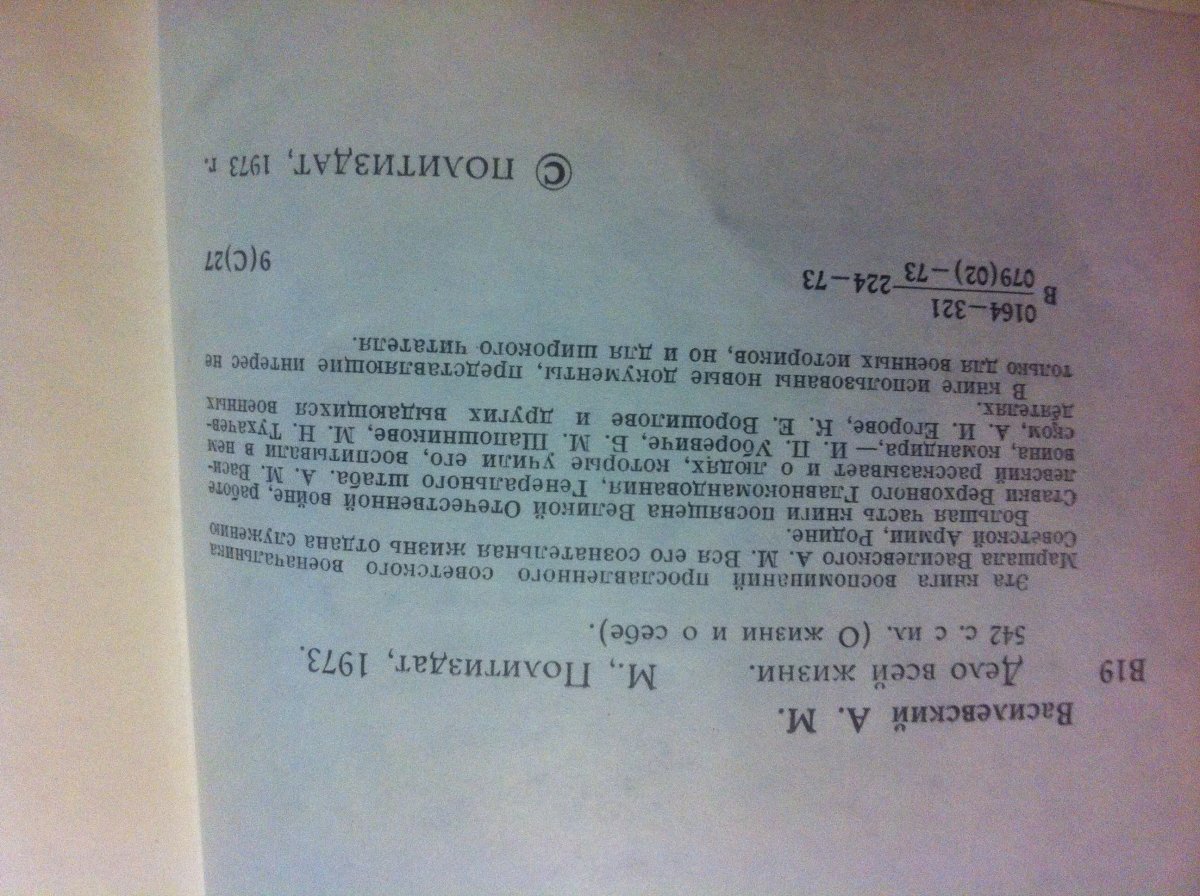 Василевский А. М.
В19 Дело всей жизни. М., Политиздат, 1973.
542 с. с ил. (О жизни и о себе).
Эта книга воспоминаний прославленного советского военачальника
Маршала Василевского А. М. Вся его сознательная жизнь отдана служению
Советской Армии, Родине.
Большая часть книги посвящена Великой Отечественной войне, работе
Ставки Верховного Главнокомандования, Генерального штаба. А. М. Васи-
левский рассказывает и о людях, которые учили его, воспитывали в нем
воина, командира,— И. П. Уборевиче, Б. М. Шапошникове, М. Н. Тухачев-
ском, А. И. Егорове, К. Е. Ворошилове и других выдающихся военных
деятелях.
В книге использованы новые документы, представляющие интерес не
только для военных историков, но и для широкого читателя.
0164—321
В 079(02)—73 224—73 9(С)27
© ПОЛИТИЗДАТ, 1973 г.